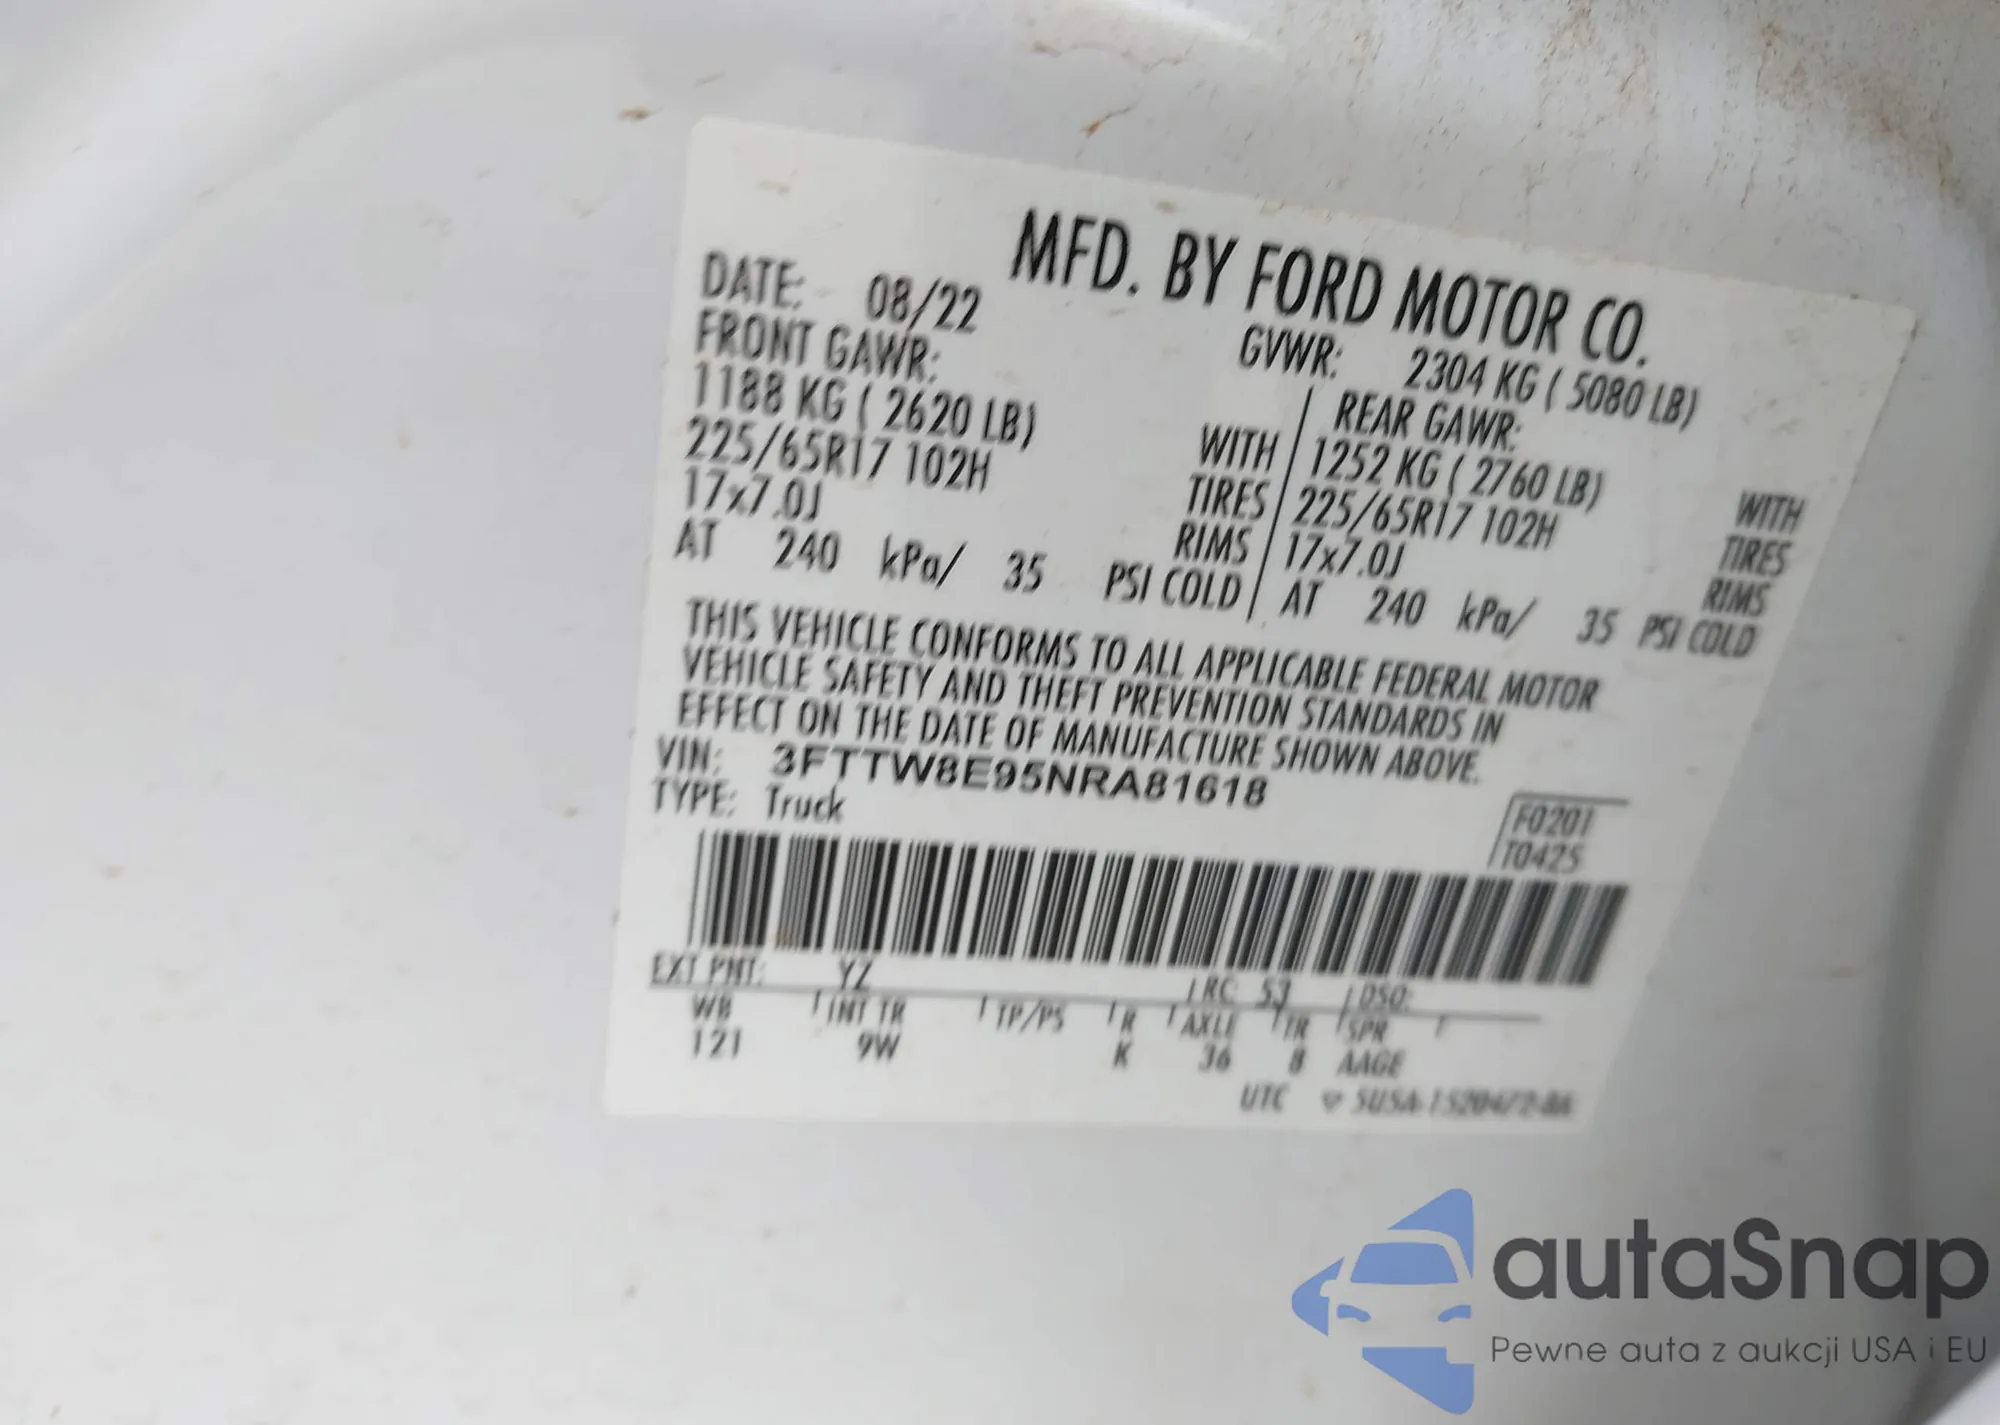 MFD. BY FORD MOTOR CO.
DATE: 08/22 GVWR: 2304 KG ( 5080 LB)
FRONT GAWR: REAR GAWR:
1188 KG ( 2620 LB) WITH 1252 KG ( 2760 LB) WITH
225/65R17 102H TIRES 225/65R17 102H TIRES
17x7.0J RIMS 17x7.0J RIMS
AT 240 kPa/ 35 PSI COLD AT 240 kPa/ 35 PSI COLD
THIS VEHICLE CONFORMS TO ALL APPLICABLE FEDERAL MOTOR
VEHICLE SAFETY AND THEFT PREVENTION STANDARDS IN
EFFECT ON THE DATE OF MANUFACTURE SHOWN ABOVE.
VIN: 3FTTW8E95NRA81618
TYPE: Truck
F0201
T0425
EXT PNT: YZ RC: 53 DSO:
WB INT TR TP/PS R AXLE TR SPR
121 9W K 36 8 AAGE
UTC
autaSnap
Pewne auta z aukcji USA i EU